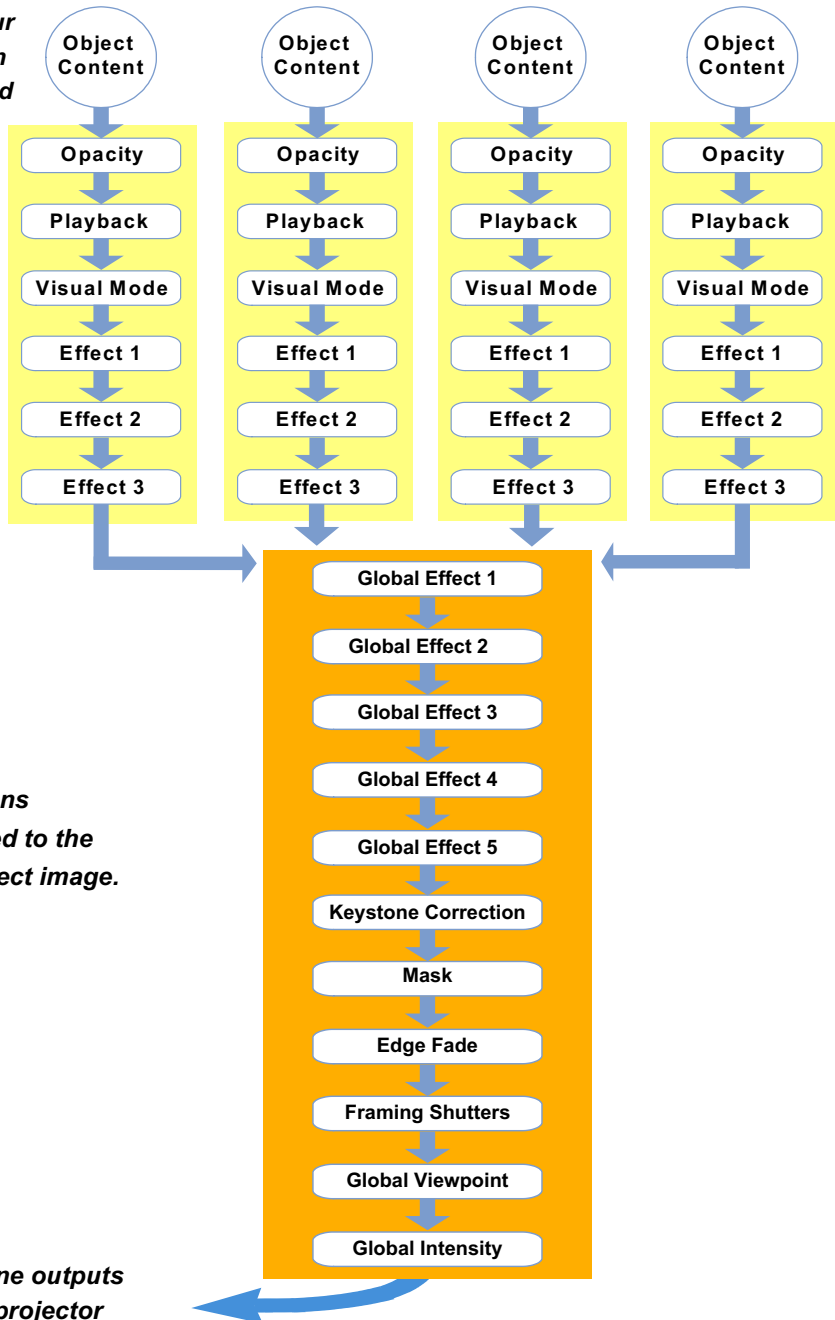 ur
n
d
Object
Content
Opacity
Playback
Visual Mode
Effect 1
Effect 2
Effect 3
Object
Content
Opacity
Playback
Visual Mode
Effect 1
Effect 2
Effect 3
Object
Content
Opacity
Playback
Visual Mode
Effect 1
Effect 2
Effect 3
Object
Content
Opacity
Playback
Visual Mode
Effect 1
Effect 2
Effect 3
Global Effect 1
Global Effect 2
Global Effect 3
Global Effect 4
Global Effect 5
Keystone Correction
Mask
Edge Fade
Framing Shutters
Global Viewpoint
Global Intensity
ns
d to the
ect image.
ne outputs
projector